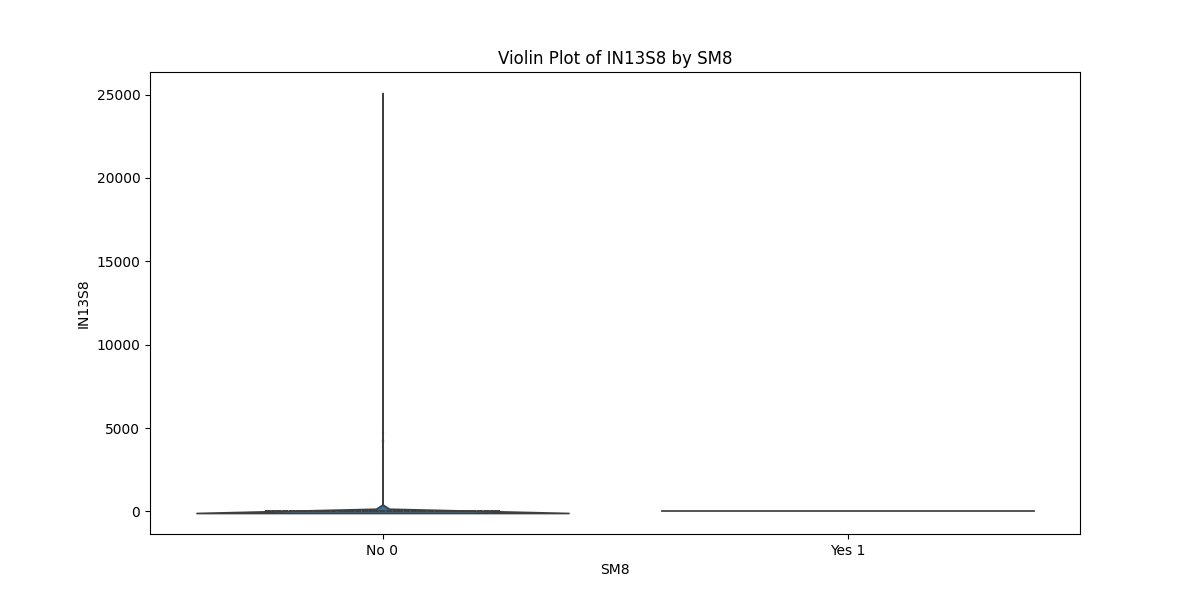 Violin Plot of IN13S8 by SM8
25000
20000
15000
10000
5000
0
IN13S8
No 0
Yes 1
SM8